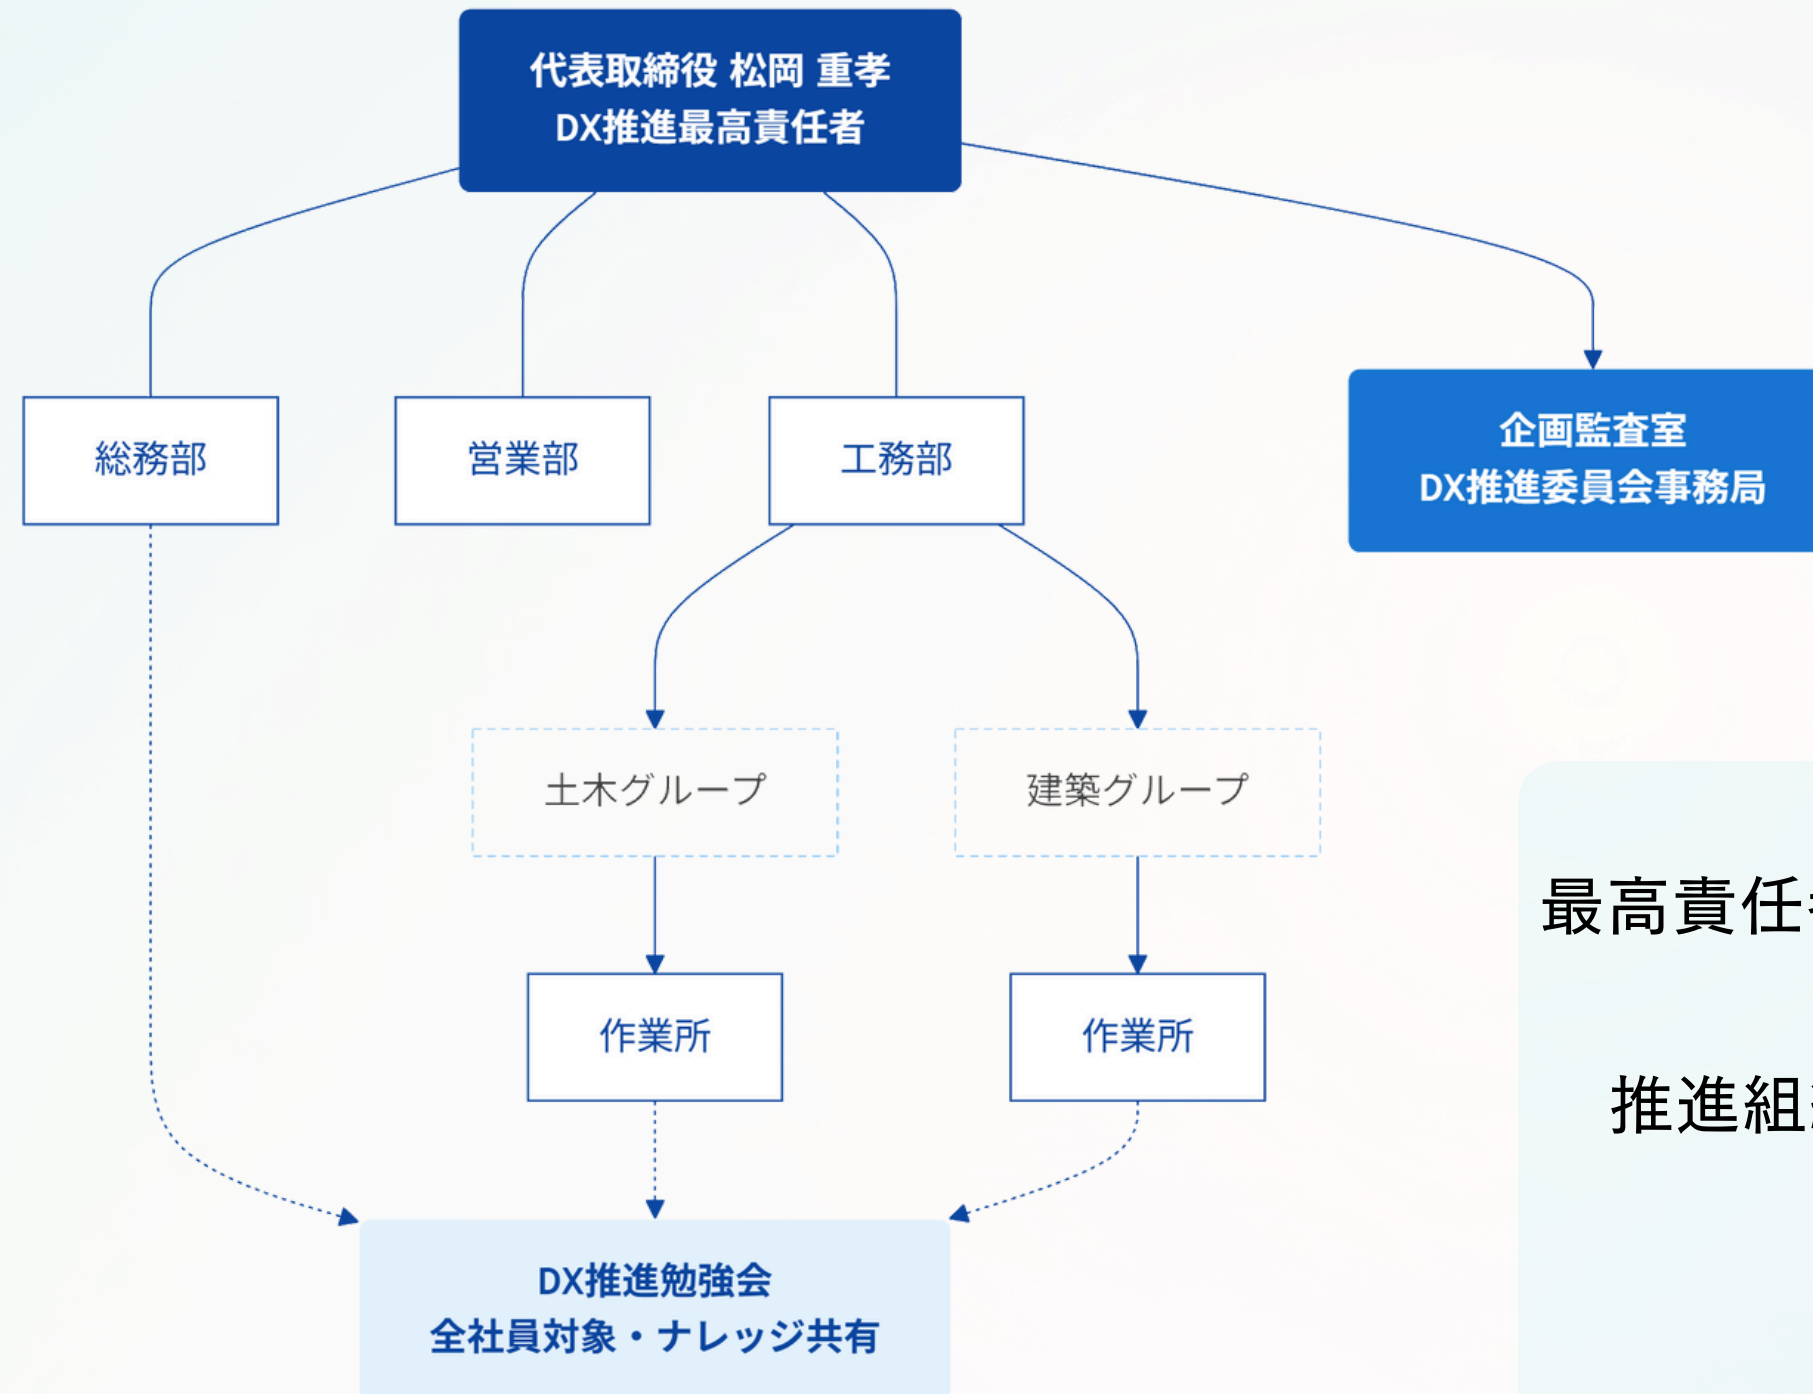 代表取締役 松岡 重孝
DX推進最高責任者
総務部
営業部
工務部
企画監査室
DX推進委員会事務局
土木グループ
建築グループ
作業所
作業所
DX推進勉強会
全社員対象・ナレッジ共有
最高責任
推進組